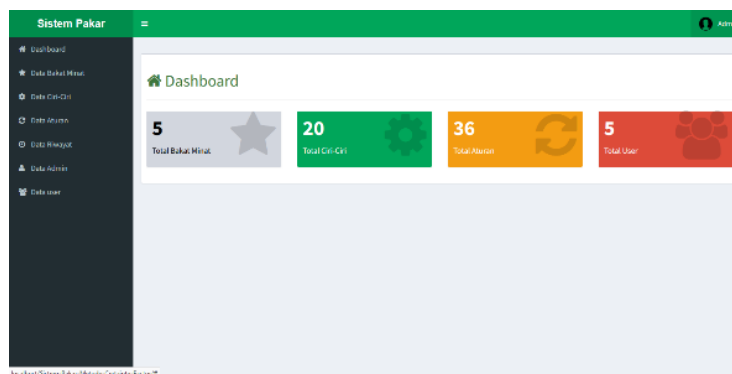 Sistem Pakar
Adm
Dashboard
Data Bakat Minat
Data Ciri-Ciri
Data Aturan
Data Riwayat
Data Admin
Data user
Dashboard
5
Total Bakat Minat
20
Total Ciri-Ciri
36
Total Aturan
5
Total User